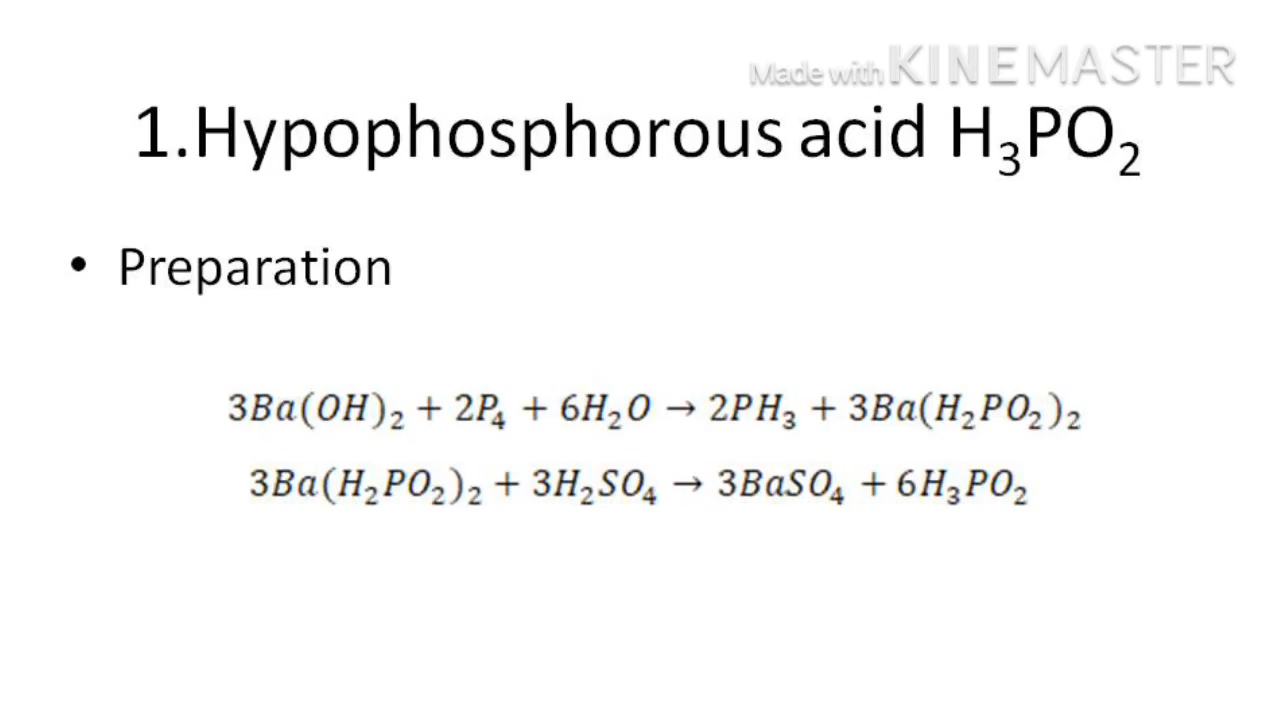 Made with KINEMASTER
1.Hypophosphorous acid H₃PO₂
• Preparation
3Ba(OH)₂ + 2P₄ + 6H₂O → 2PH₃ + 3Ba(H₂PO₂)₂
3Ba(H₂PO₂)₂ + 3H₂SO₄ → 3BaSO₄ + 6H₃PO₂